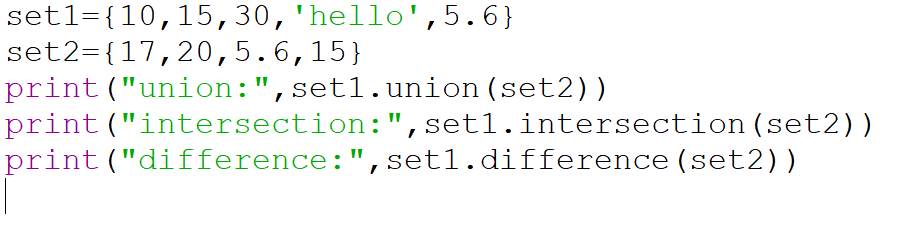 set1={10,15,30,'hello',5.6}
set2={17,20,5.6,15}
print("union:",set1.union(set2))
print("intersection:",set1.intersection(set2))
print("difference:",set1.difference(set2))